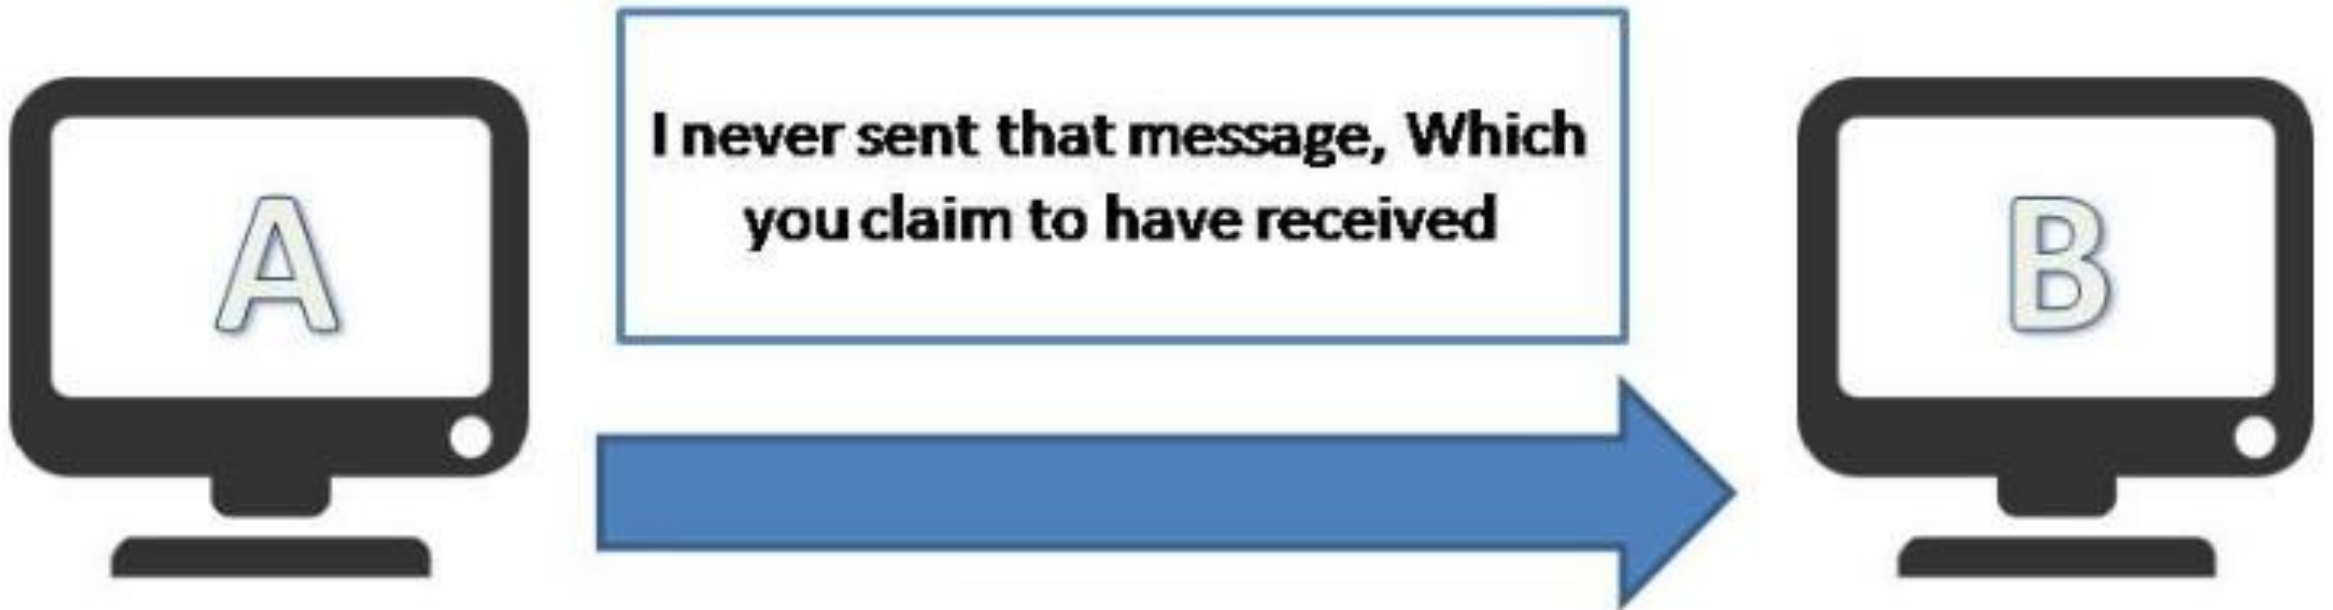 A
I never sent that message, Which
you claim to have received
B